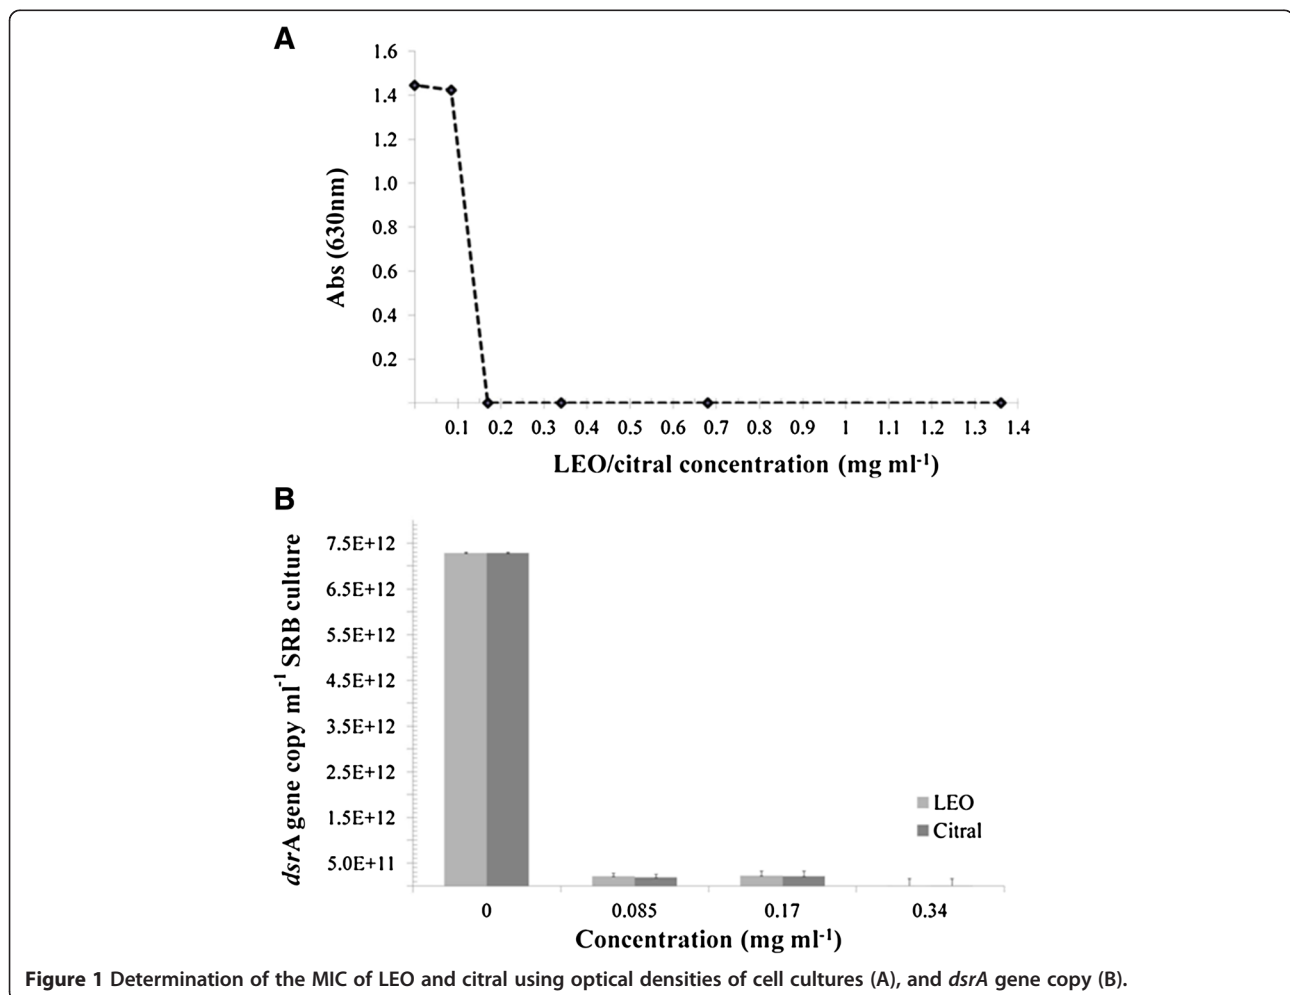 A
1.6
1.4
1.2
1.0
0.8
0.6
0.4
0.2
Abs (630nm)
0.1 0.2 0.3 0.4 0.5 0.6 0.7 0.8 0.9 1 1.1 1.2 1.3 1.4
LEO/citral concentration (mg ml⁻¹)
B
7.5E+12
6.5E+12
5.5E+12
4.5E+12
3.5E+12
2.5E+12
1.5E+12
5.0E+11
dsrA gene copy ml⁻¹ SRB culture
LEO
Citral
0 0.085 0.17 0.34
Concentration (mg ml⁻¹)
Figure 1 Determination of the MIC of LEO and citral using optical densities of cell cultures (A), and dsrA gene copy (B).